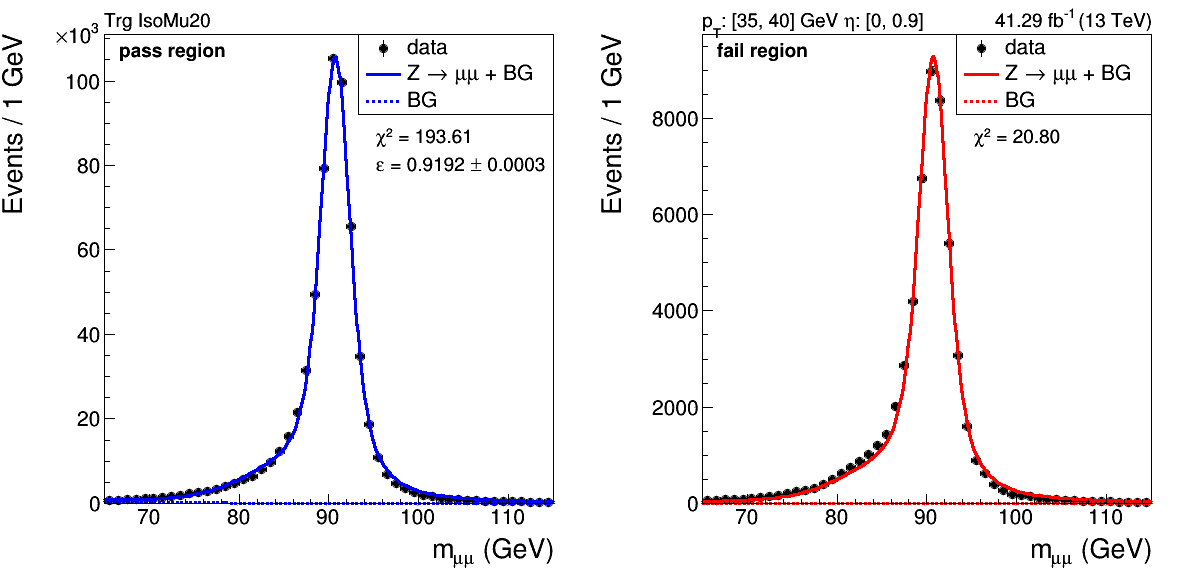 Trg IsoMu20
×10³
pass region
data
Z → μμ + BG
BG
χ² = 193.61
ε = 0.9192 ± 0.0003
Events / 1 GeV
100
80
60
40
20
0
70 80 90 100 110
m_μμ (GeV)
p_T: [35, 40] GeV η: [0, 0.9]
41.29 fb⁻¹ (13 TeV)
fail region
data
Z → μμ + BG
BG
χ² = 20.80
Events / 1 GeV
8000
6000
4000
2000
0
70 80 90 100 110
m_μμ (GeV)